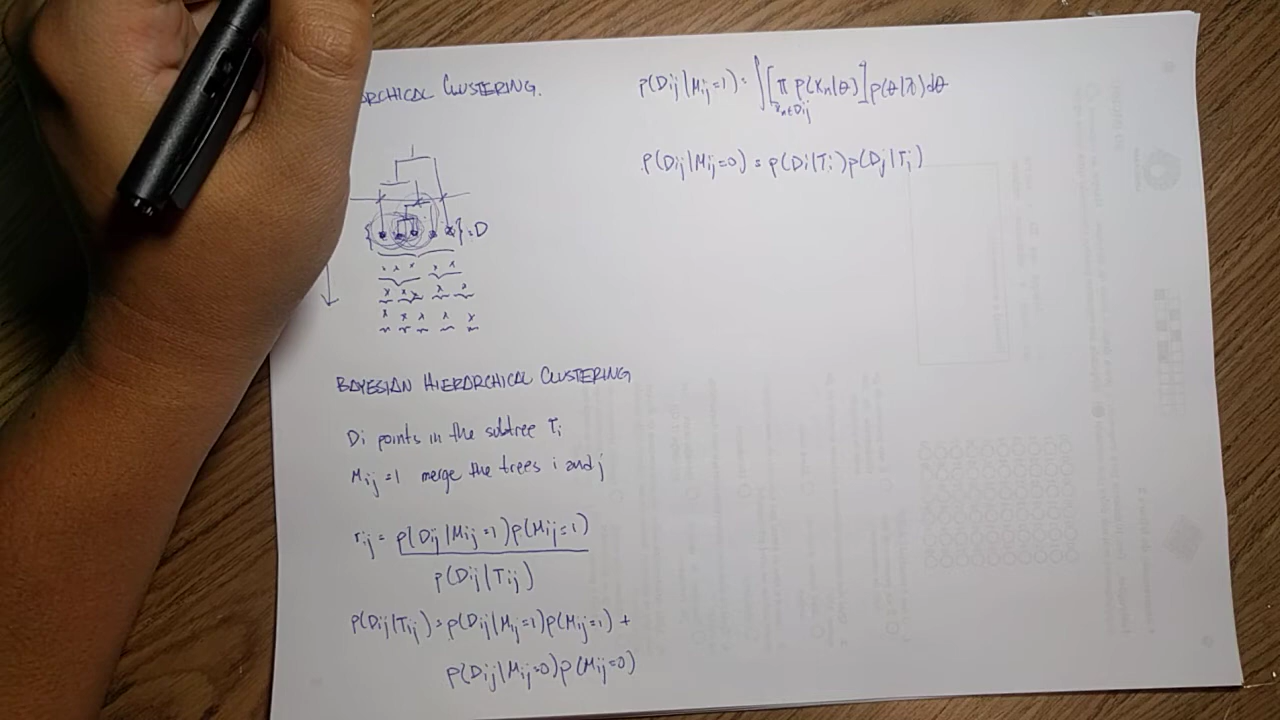 RCHICAL CLUSTERING.
}=D
x x x x x
x x x x x
x x x x x
BAYESIAN HIERARCHICAL CLUSTERING
Di points in the subtree Ti
Mij=1 merge the trees i and j
rij = p(Dij|Mij=1)p(Mij=1)
p(Dij|Tij)
p(Dij|Tij)=p(Dij|Mij=1)p(Mij=1) +
p(Dij|Mij=0)p(Mij=0)
p(Dij|Mij=1)=∫[π p(xn|θ)]p(θ|λ)dθ
xn∈Dij
p(Dij|Mij=0)=p(Di|Ti)p(Dj|Tj)